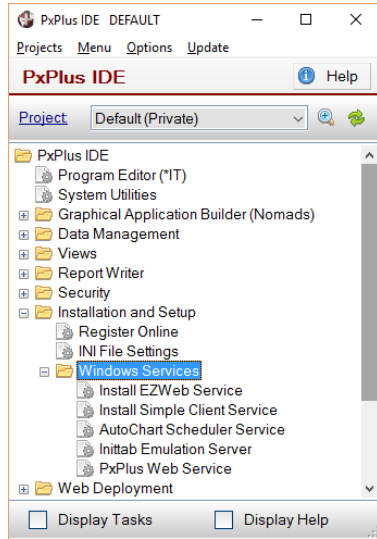 PxPlus IDE DEFAULT
Projects Menu Options Update
PxPlus IDE Help
Project Default (Private)
PxPlus IDE
Program Editor (*IT)
System Utilities
Graphical Application Builder (Nomads)
Data Management
Views
Report Writer
Security
Installation and Setup
Register Online
INI File Settings
Windows Services
Install EZWeb Service
Install Simple Client Service
AutoChart Scheduler Service
Inittab Emulation Server
PxPlus Web Service
Web Deployment
Display Tasks Display Help